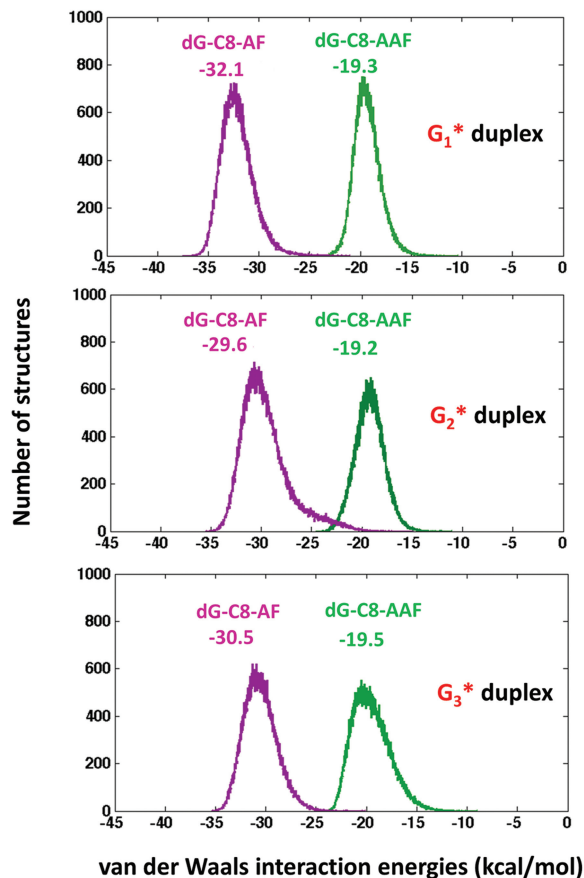 dG-C8-AF dG-C8-AAF
-32.1 -19.3
G1* duplex
1000
800
600
400
200
0
-45 -40 -35 -30 -25 -20 -15 -10 -5 0
dG-C8-AF dG-C8-AAF
-29.6 -19.2
G2* duplex
1000
800
600
400
200
0
-45 -40 -35 -30 -25 -20 -15 -10 -5 0
dG-C8-AF dG-C8-AAF
-30.5 -19.5
G3* duplex
1000
800
600
400
200
0
-45 -40 -35 -30 -25 -20 -15 -10 -5 0
Number of structures
van der Waals interaction energies (kcal/mol)